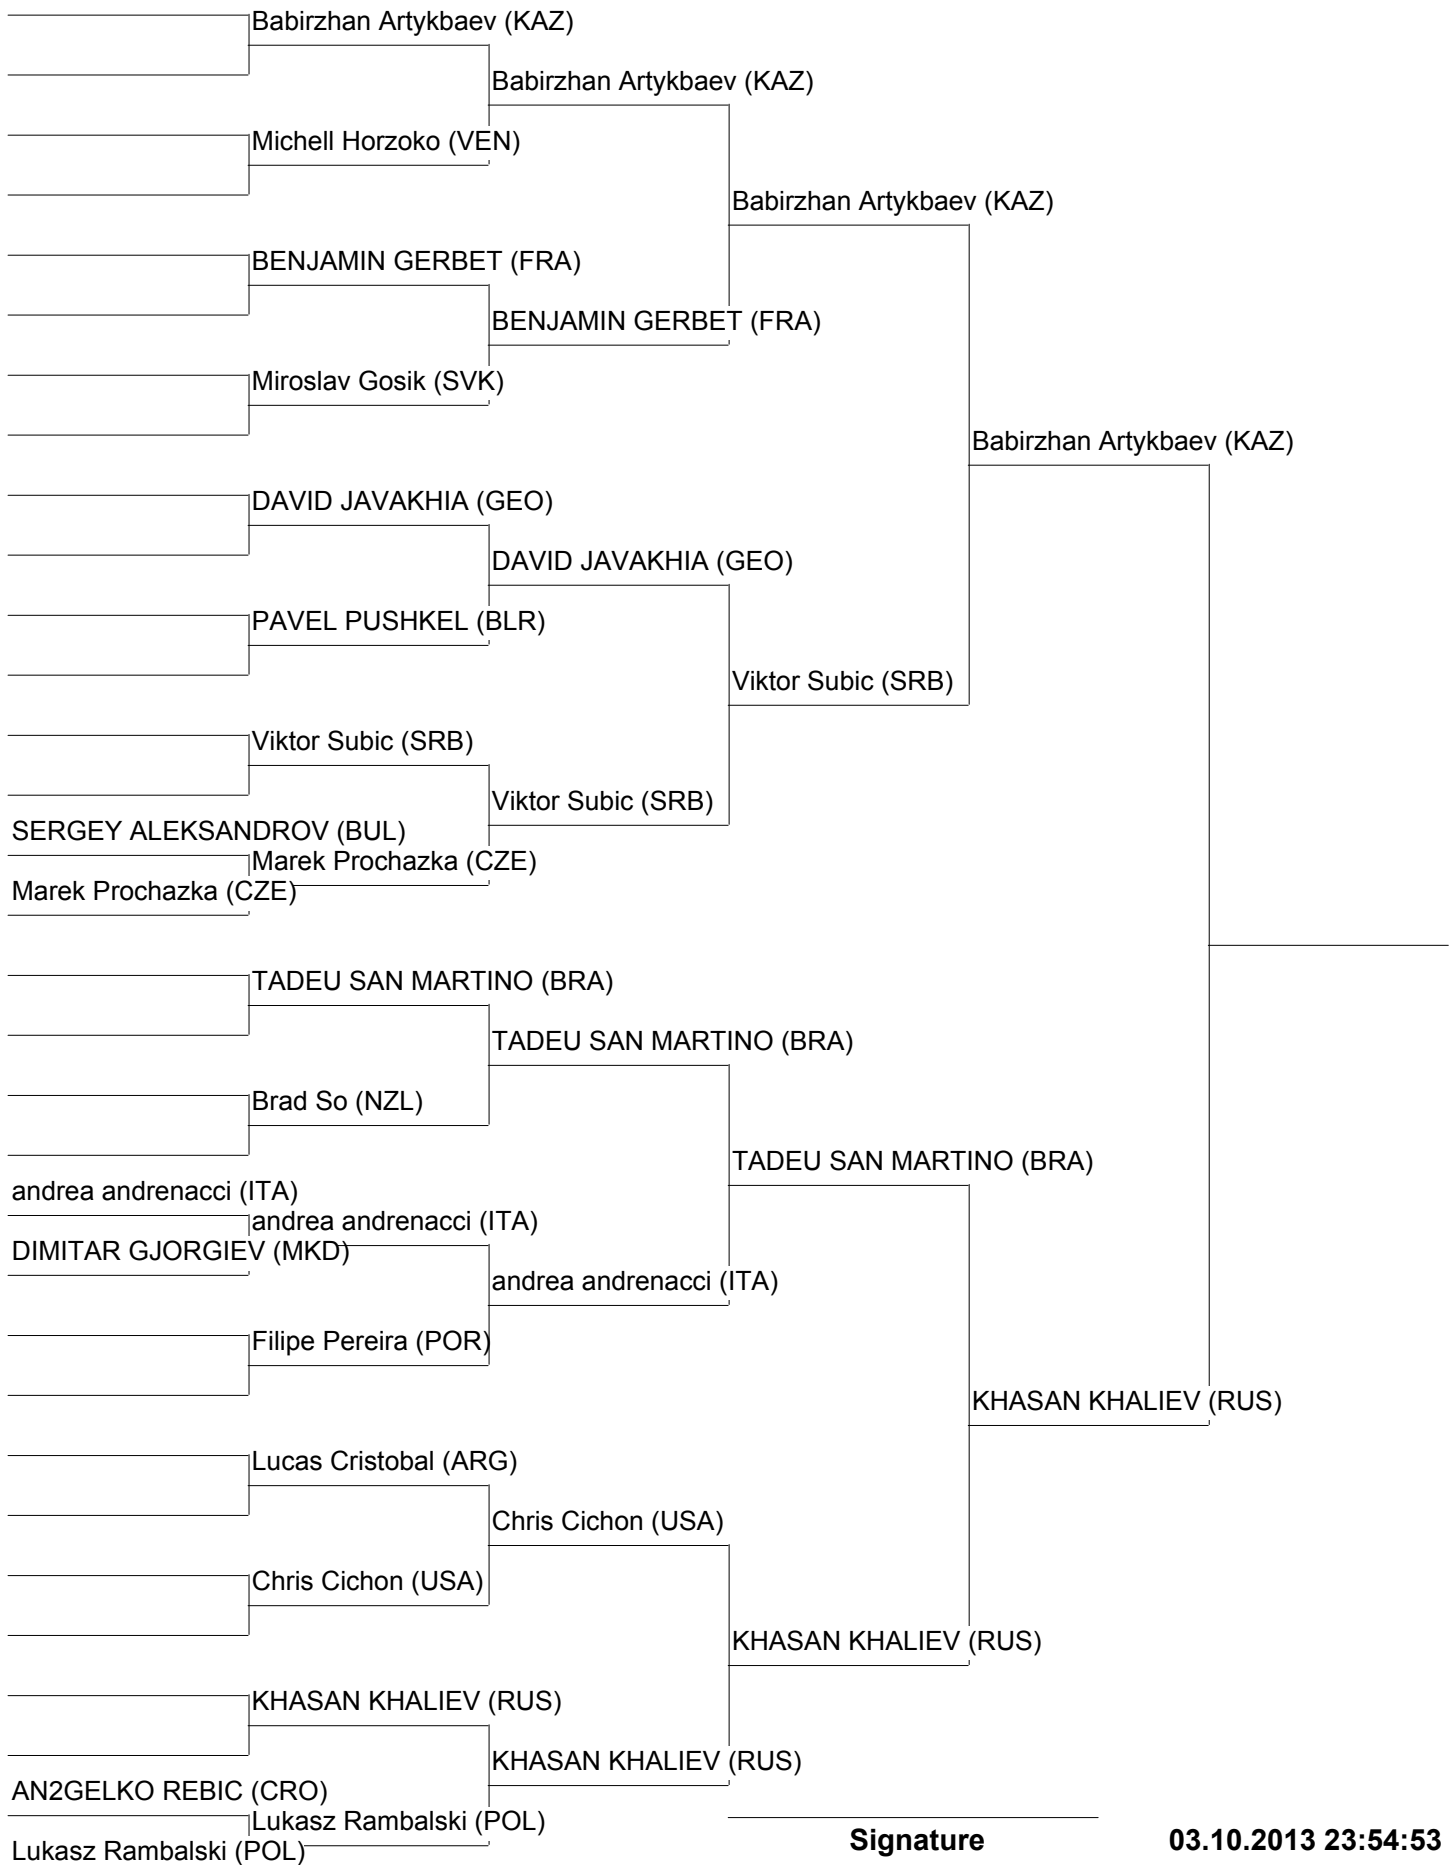 Babirzhan Artykbaev (KAZ)
Babirzhan Artykbaev (KAZ)
Michell Horzoko (VEN)
Babirzhan Artykbaev (KAZ)
BENJAMIN GERBET (FRA)
BENJAMIN GERBET (FRA)
Miroslav Gosik (SVK)
Babirzhan Artykbaev (KAZ)
DAVID JAVAKHIA (GEO)
DAVID JAVAKHIA (GEO)
PAVEL PUSHKEL (BLR)
Viktor Subic (SRB)
Viktor Subic (SRB)
Viktor Subic (SRB)
SERGEY ALEKSANDROV (BUL)
Marek Prochazka (CZE)
Marek Prochazka (CZE)
TADEU SAN MARTINO (BRA)
TADEU SAN MARTINO (BRA)
Brad So (NZL)
TADEU SAN MARTINO (BRA)
andrea andrenacci (ITA)
andrea andrenacci (ITA)
DIMITAR GJORGIEV (MKD)
andrea andrenacci (ITA)
Filipe Pereira (POR)
KHASAN KHALIEV (RUS)
Lucas Cristobal (ARG)
Chris Cichon (USA)
Chris Cichon (USA)
KHASAN KHALIEV (RUS)
KHASAN KHALIEV (RUS)
KHASAN KHALIEV (RUS)
AN2GELKO REBIC (CRO)
Lukasz Rambalski (POL)
Lukasz Rambalski (POL)
Signature
03.10.2013 23:54:53